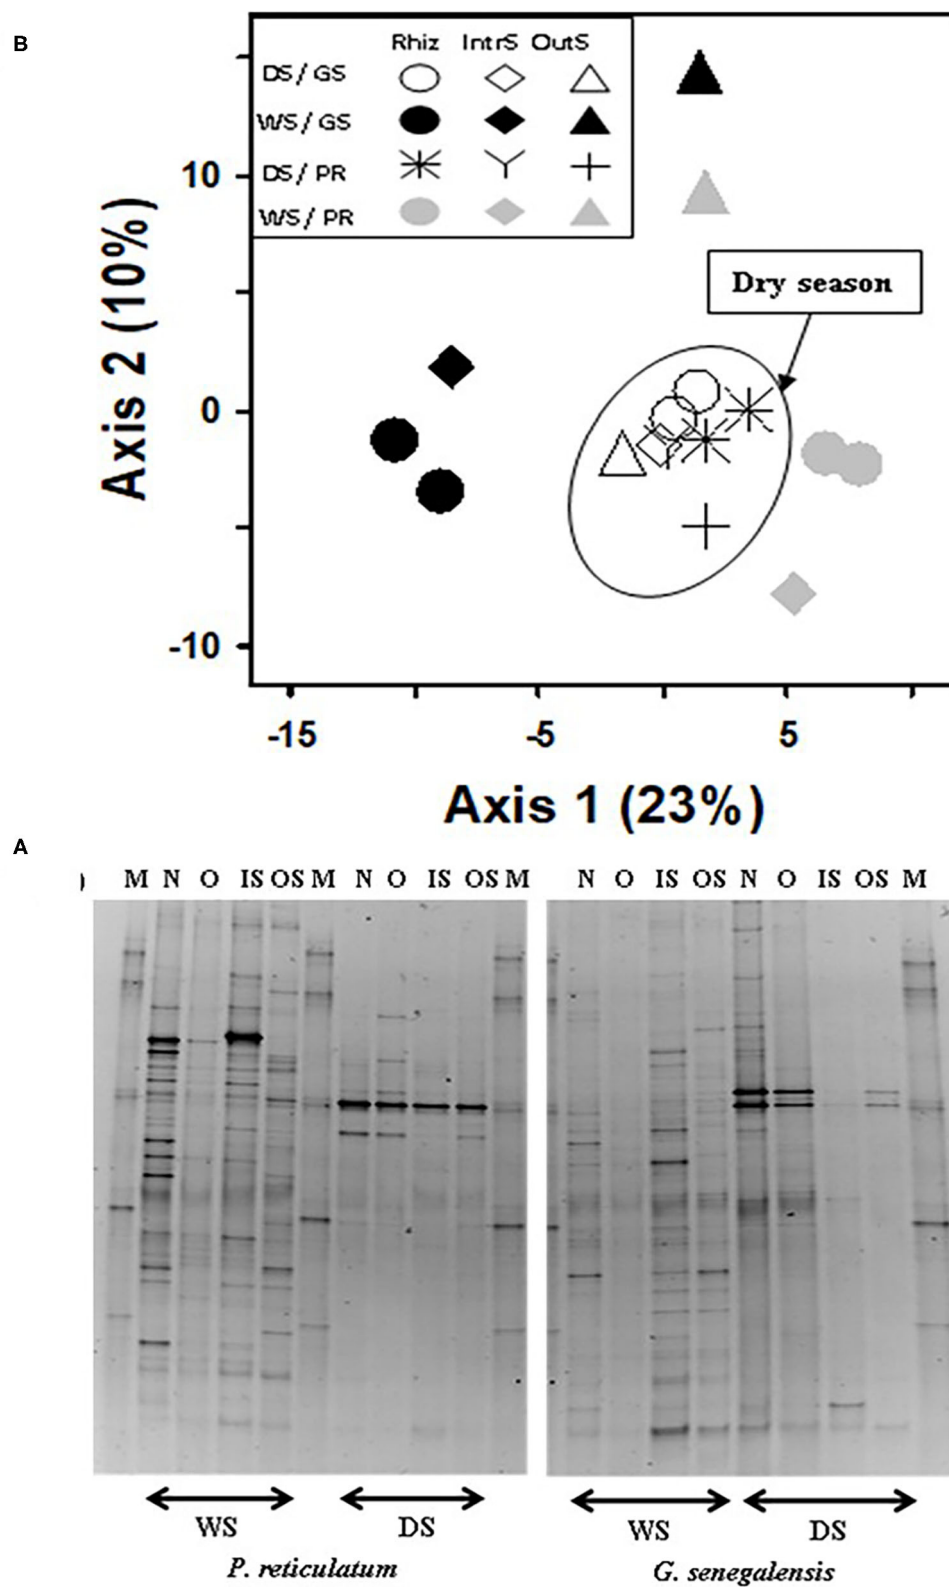 B
Rhiz IntrS OutS
DS / GS
WS / GS
DS / PR
WS / PR
Dry season
10
0
-10
Axis 2 (10%)
-15 -5 5
Axis 1 (23%)
A
) M N O IS OS M N O IS OS M N O IS OS N O IS OS M
WS DS WS DS
P. reticulatum G. senegalensis